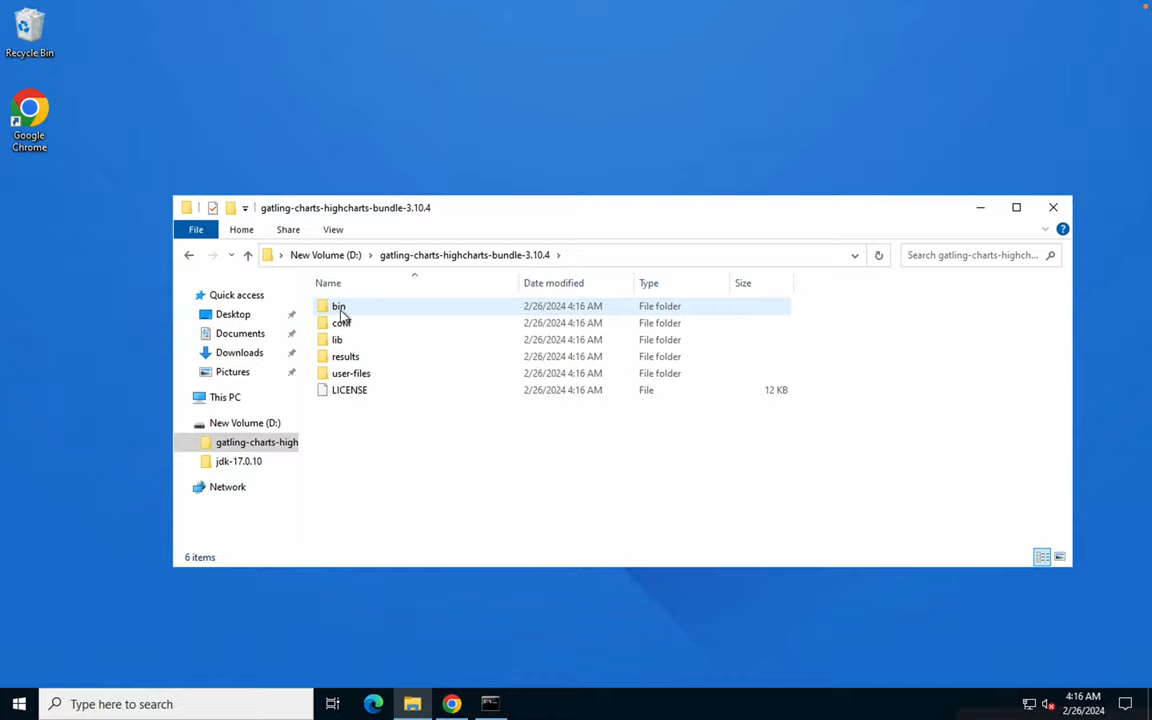 Recycle Bin
Google
Chrome
gatling-charts-highcharts-bundle-3.10.4
File Home Share View
New Volume (D:) gatling-charts-highcharts-bundle-3.10.4
Search gatling-charts-highch...
Name Date modified Type Size
Quick access
Desktop
Documents
Downloads
Pictures
This PC
New Volume (D:)
gatling-charts-high
jdk-17.0.10
Network
bin 2/26/2024 4:16 AM File folder
conf 2/26/2024 4:16 AM File folder
lib 2/26/2024 4:16 AM File folder
results 2/26/2024 4:16 AM File folder
user-files 2/26/2024 4:16 AM File folder
LICENSE 2/26/2024 4:16 AM File 12 KB
6 items
Type here to search
4:16 AM
2/26/2024